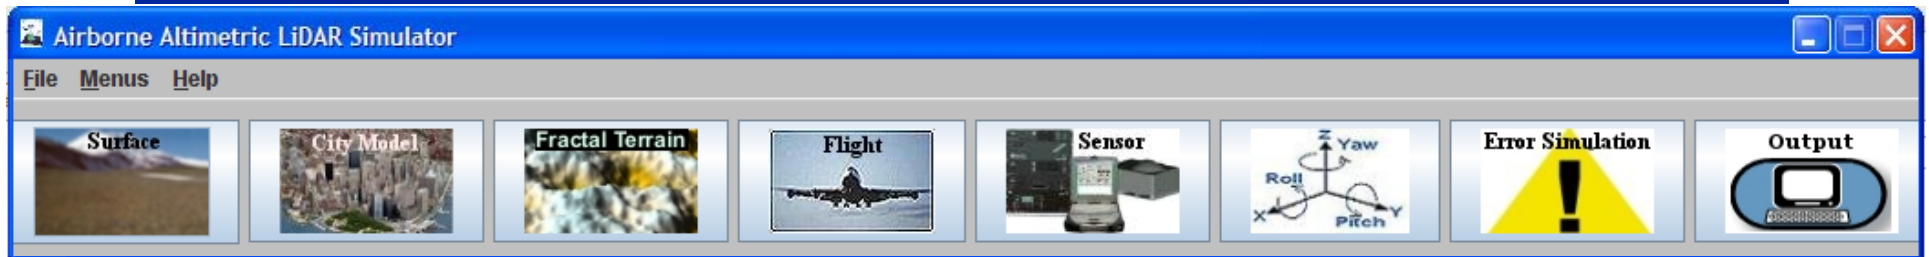 Airborne Altimetric LiDAR Simulator
File Menus Help
Surface
City Model
Fractal Terrain
Flight
Sensor
Z Yaw
Roll
X
Y
Pitch
Error Simulation
Output